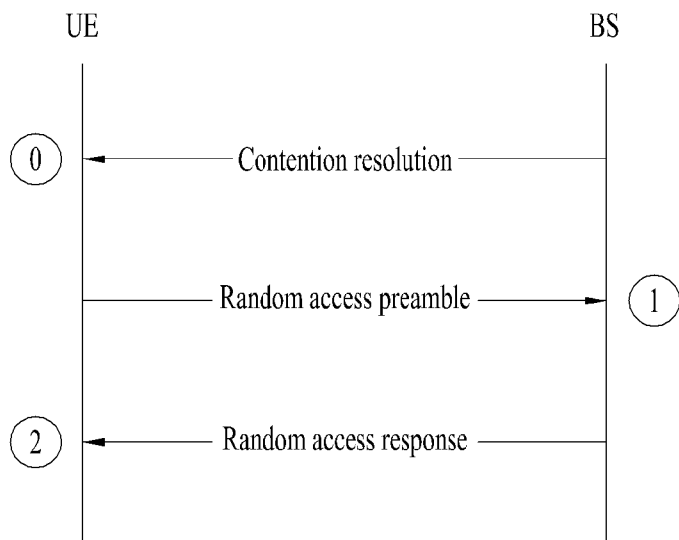 UE BS
0 Contention resolution
Random access preamble 1
2 Random access response